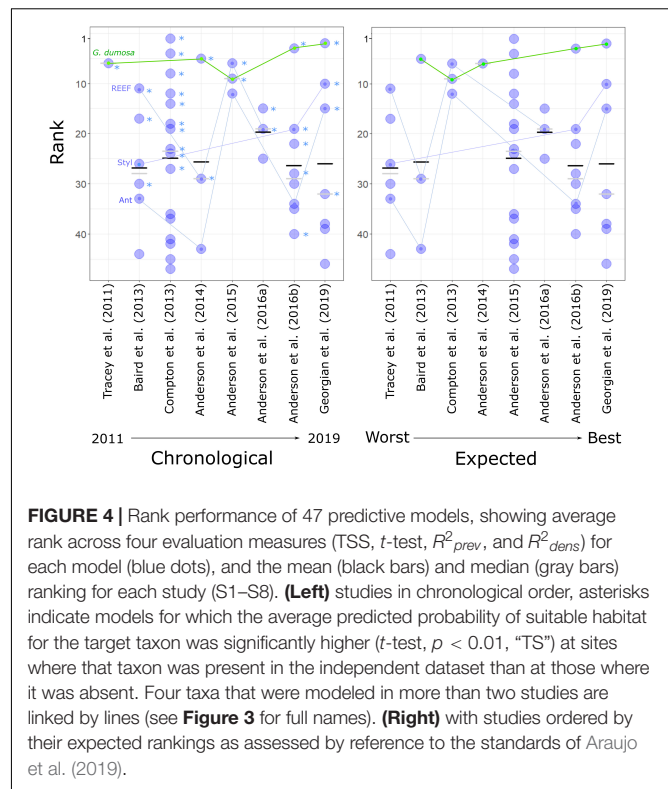 Rank
1
10
20
30
40
G. dumosa
REEF
Styl
Ant
*
1
10
20
30
40
Tracey et al. (2011)
Baird et al. (2013)
Compton et al. (2013)
Anderson et al. (2014)
Anderson et al. (2015)
Anderson et al. (2016a)
Anderson et al. (2016b)
Georgian et al. (2019)
Tracey et al. (2011)
Baird et al. (2013)
Compton et al. (2013)
Anderson et al. (2014)
Anderson et al. (2015)
Anderson et al. (2016a)
Anderson et al. (2016b)
Georgian et al. (2019)
2011 2019 Worst Best
Chronological Expected
FIGURE 4 | Rank performance of 47 predictive models, showing average
rank across four evaluation measures (TSS, t-test, R²prev, and R²dens) for
each model (blue dots), and the mean (black bars) and median (gray bars)
ranking for each study (S1–S8). (Left) studies in chronological order, asterisks
indicate models for which the average predicted probability of suitable habitat
for the target taxon was significantly higher (t-test, p < 0.01, “TS”) at sites
where that taxon was present in the independent dataset than at those where
it was absent. Four taxa that were modeled in more than two studies are
linked by lines (see Figure 3 for full names). (Right) with studies ordered by
their expected rankings as assessed by reference to the standards of Araujo
et al. (2019).